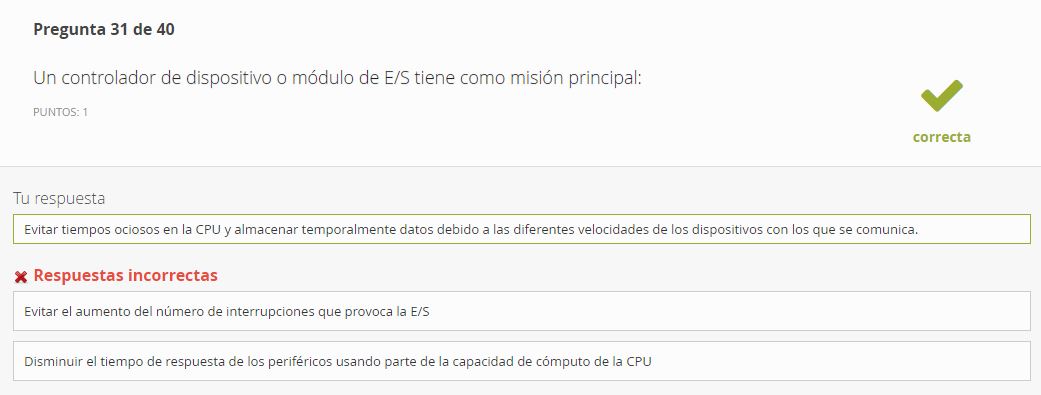 Pregunta 31 de 40
Un controlador de dispositivo o módulo de E/S tiene como misión principal:
PUNTOS: 1
correcta
Tu respuesta
Evitar tiempos ociosos en la CPU y almacenar temporalmente datos debido a las diferentes velocidades de los dispositivos con los que se comunica.
Respuestas incorrectas
Evitar el aumento del número de interrupciones que provoca la E/S
Disminuir el tiempo de respuesta de los periféricos usando parte de la capacidad de cómputo de la CPU